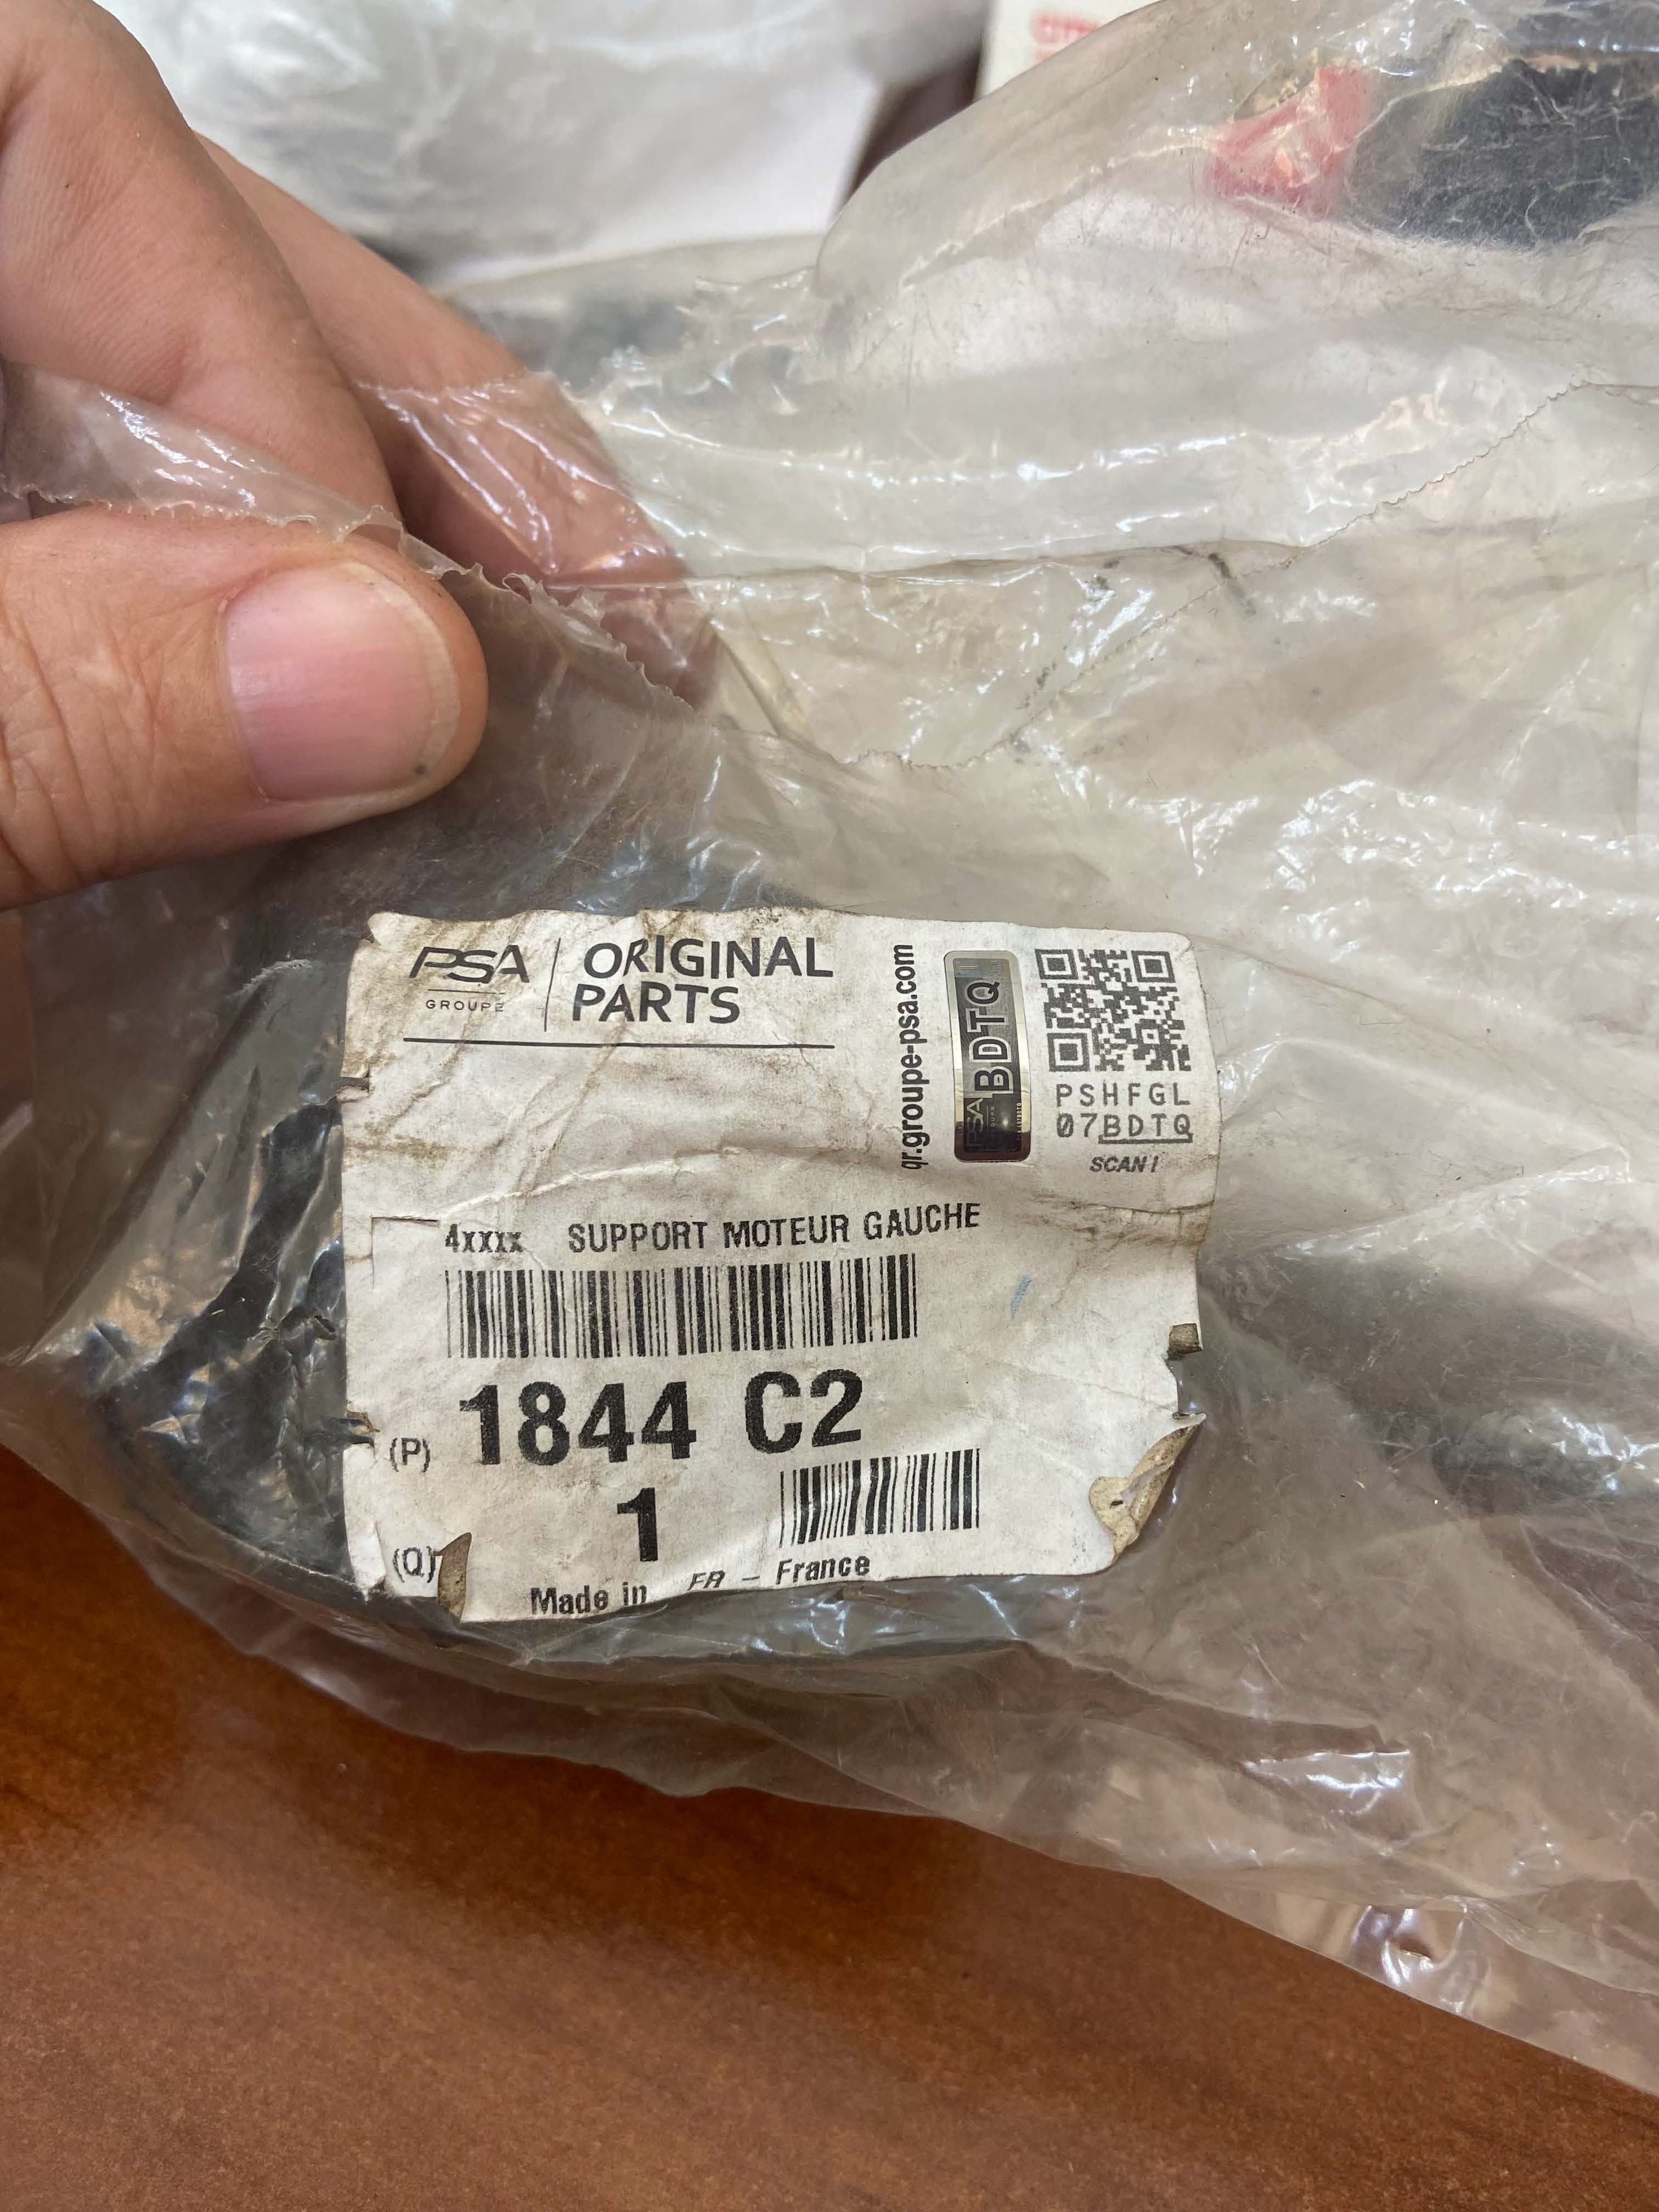 PSA
GROUPE
ORIGINAL
PARTS
qr.groupe-psa.com
PSA
BDTQ
PSHFGL
07BDTQ
SCAN!
4xxxx SUPPORT MOTEUR GAUCHE
(P) 1844 C2
(Q) 1
Made in FR - France